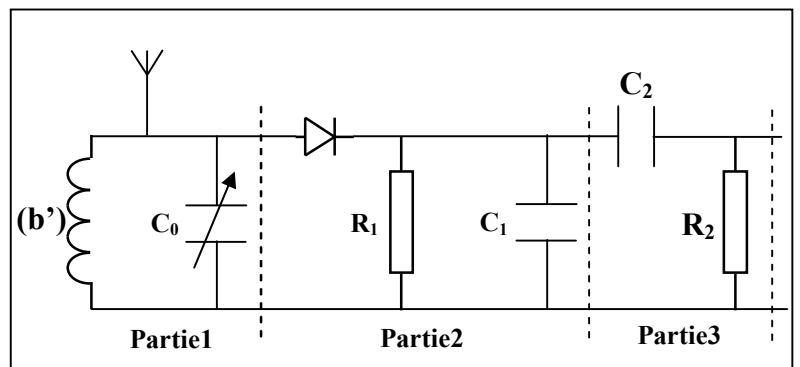 C₂
(b’)
C₀
R₁
C₁
R₂
Partie1
Partie2
Partie3